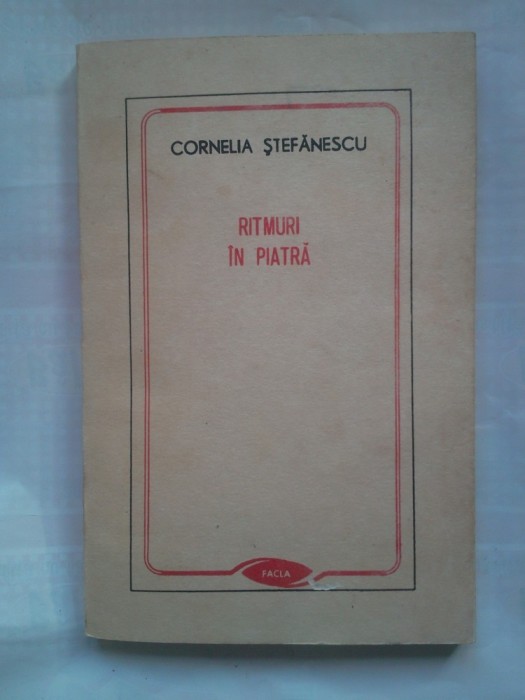 CORNELIA ŞTEFĂNESCU
RITMURI
ÎN PIATRĂ
FACLA